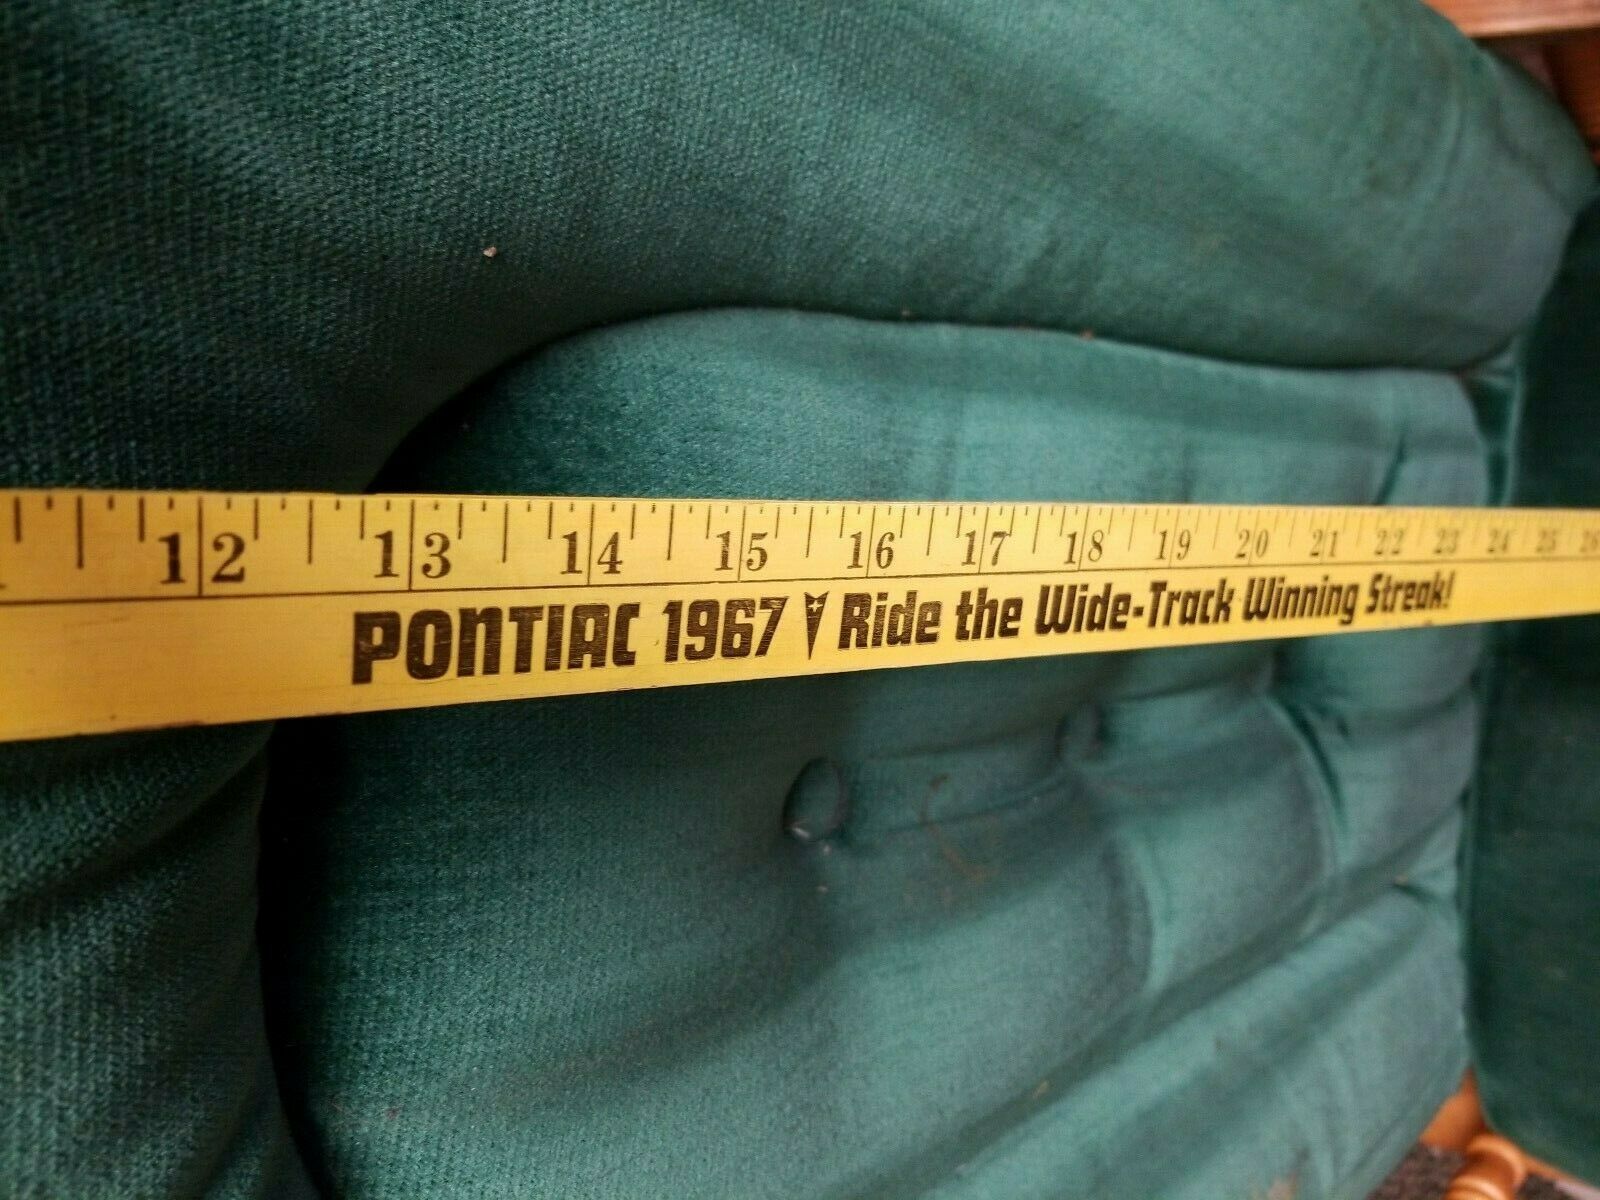 12 13 14 15 16 17 18 19 20 21 22 23 24 25 26
PONTIAC 1967 Ride the Wide-Track Winning Streak!